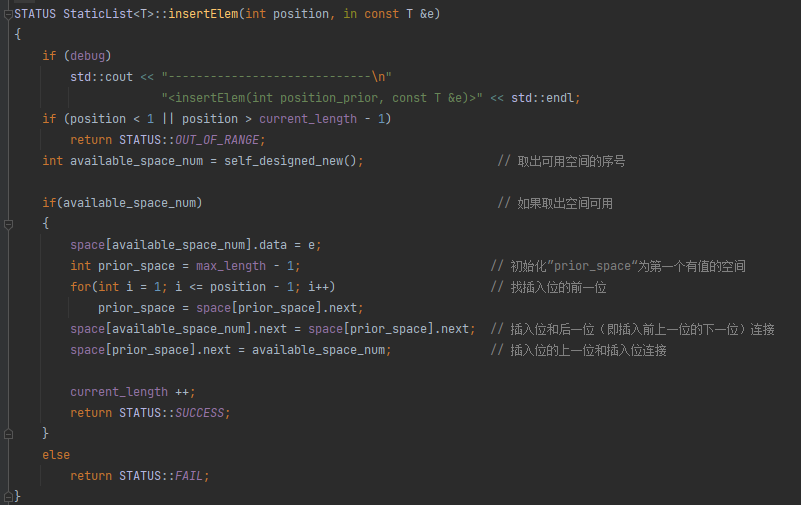 STATUS StaticList<T>::insertElem(int position, in const T &e)
{
    if (debug)
        std::cout << "-----------------------------\n"
                     "<insertElem(int position_prior, const T &e)>" << std::endl;
    if (position < 1 || position > current_length - 1)
        return STATUS::OUT_OF_RANGE;
    int available_space_num = self_designed_new();                   // 取出可用空间的序号
    if(available_space_num)                                          // 如果取出空间可用
    {
        space[available_space_num].data = e;
        int prior_space = max_length - 1;                           // 初始化”prior_space“为第一个有值的空间
        for(int i = 1; i <= position - 1; i++)                      // 找插入位的前一位
            prior_space = space[prior_space].next;
        space[available_space_num].next = space[prior_space].next;  // 插入位和后一位（即插入前上一位的下一位）连接
        space[prior_space].next = available_space_num;              // 插入位的上一位和插入位连接
        current_length ++;
        return STATUS::SUCCESS;
    }
    else
        return STATUS::FAIL;
}